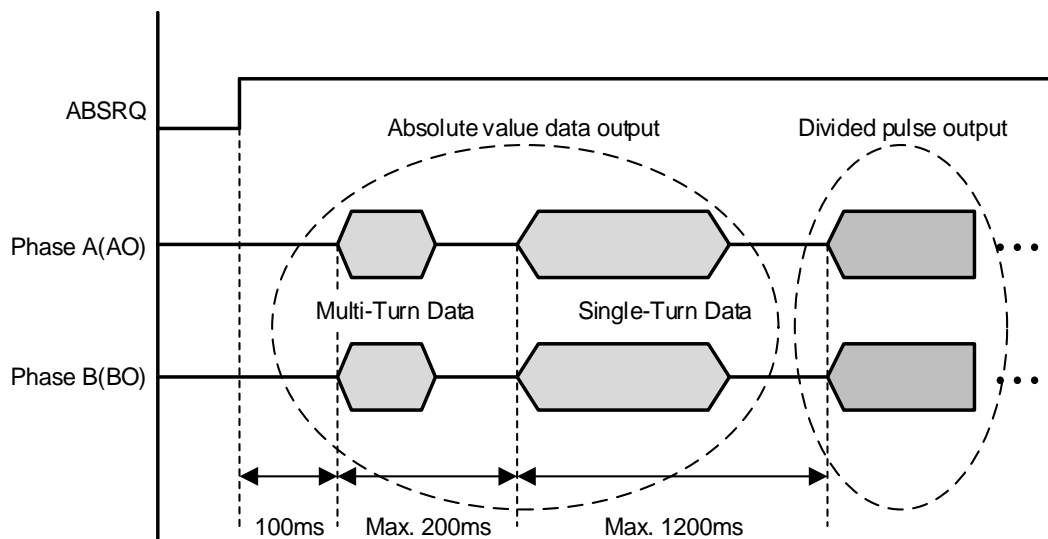 ABSRQ
Absolute value data output
Divided pulse output
Phase A(AO)
Multi-Turn Data
Single-Turn Data
Phase B(BO)
100ms
Max. 200ms
Max. 1200ms